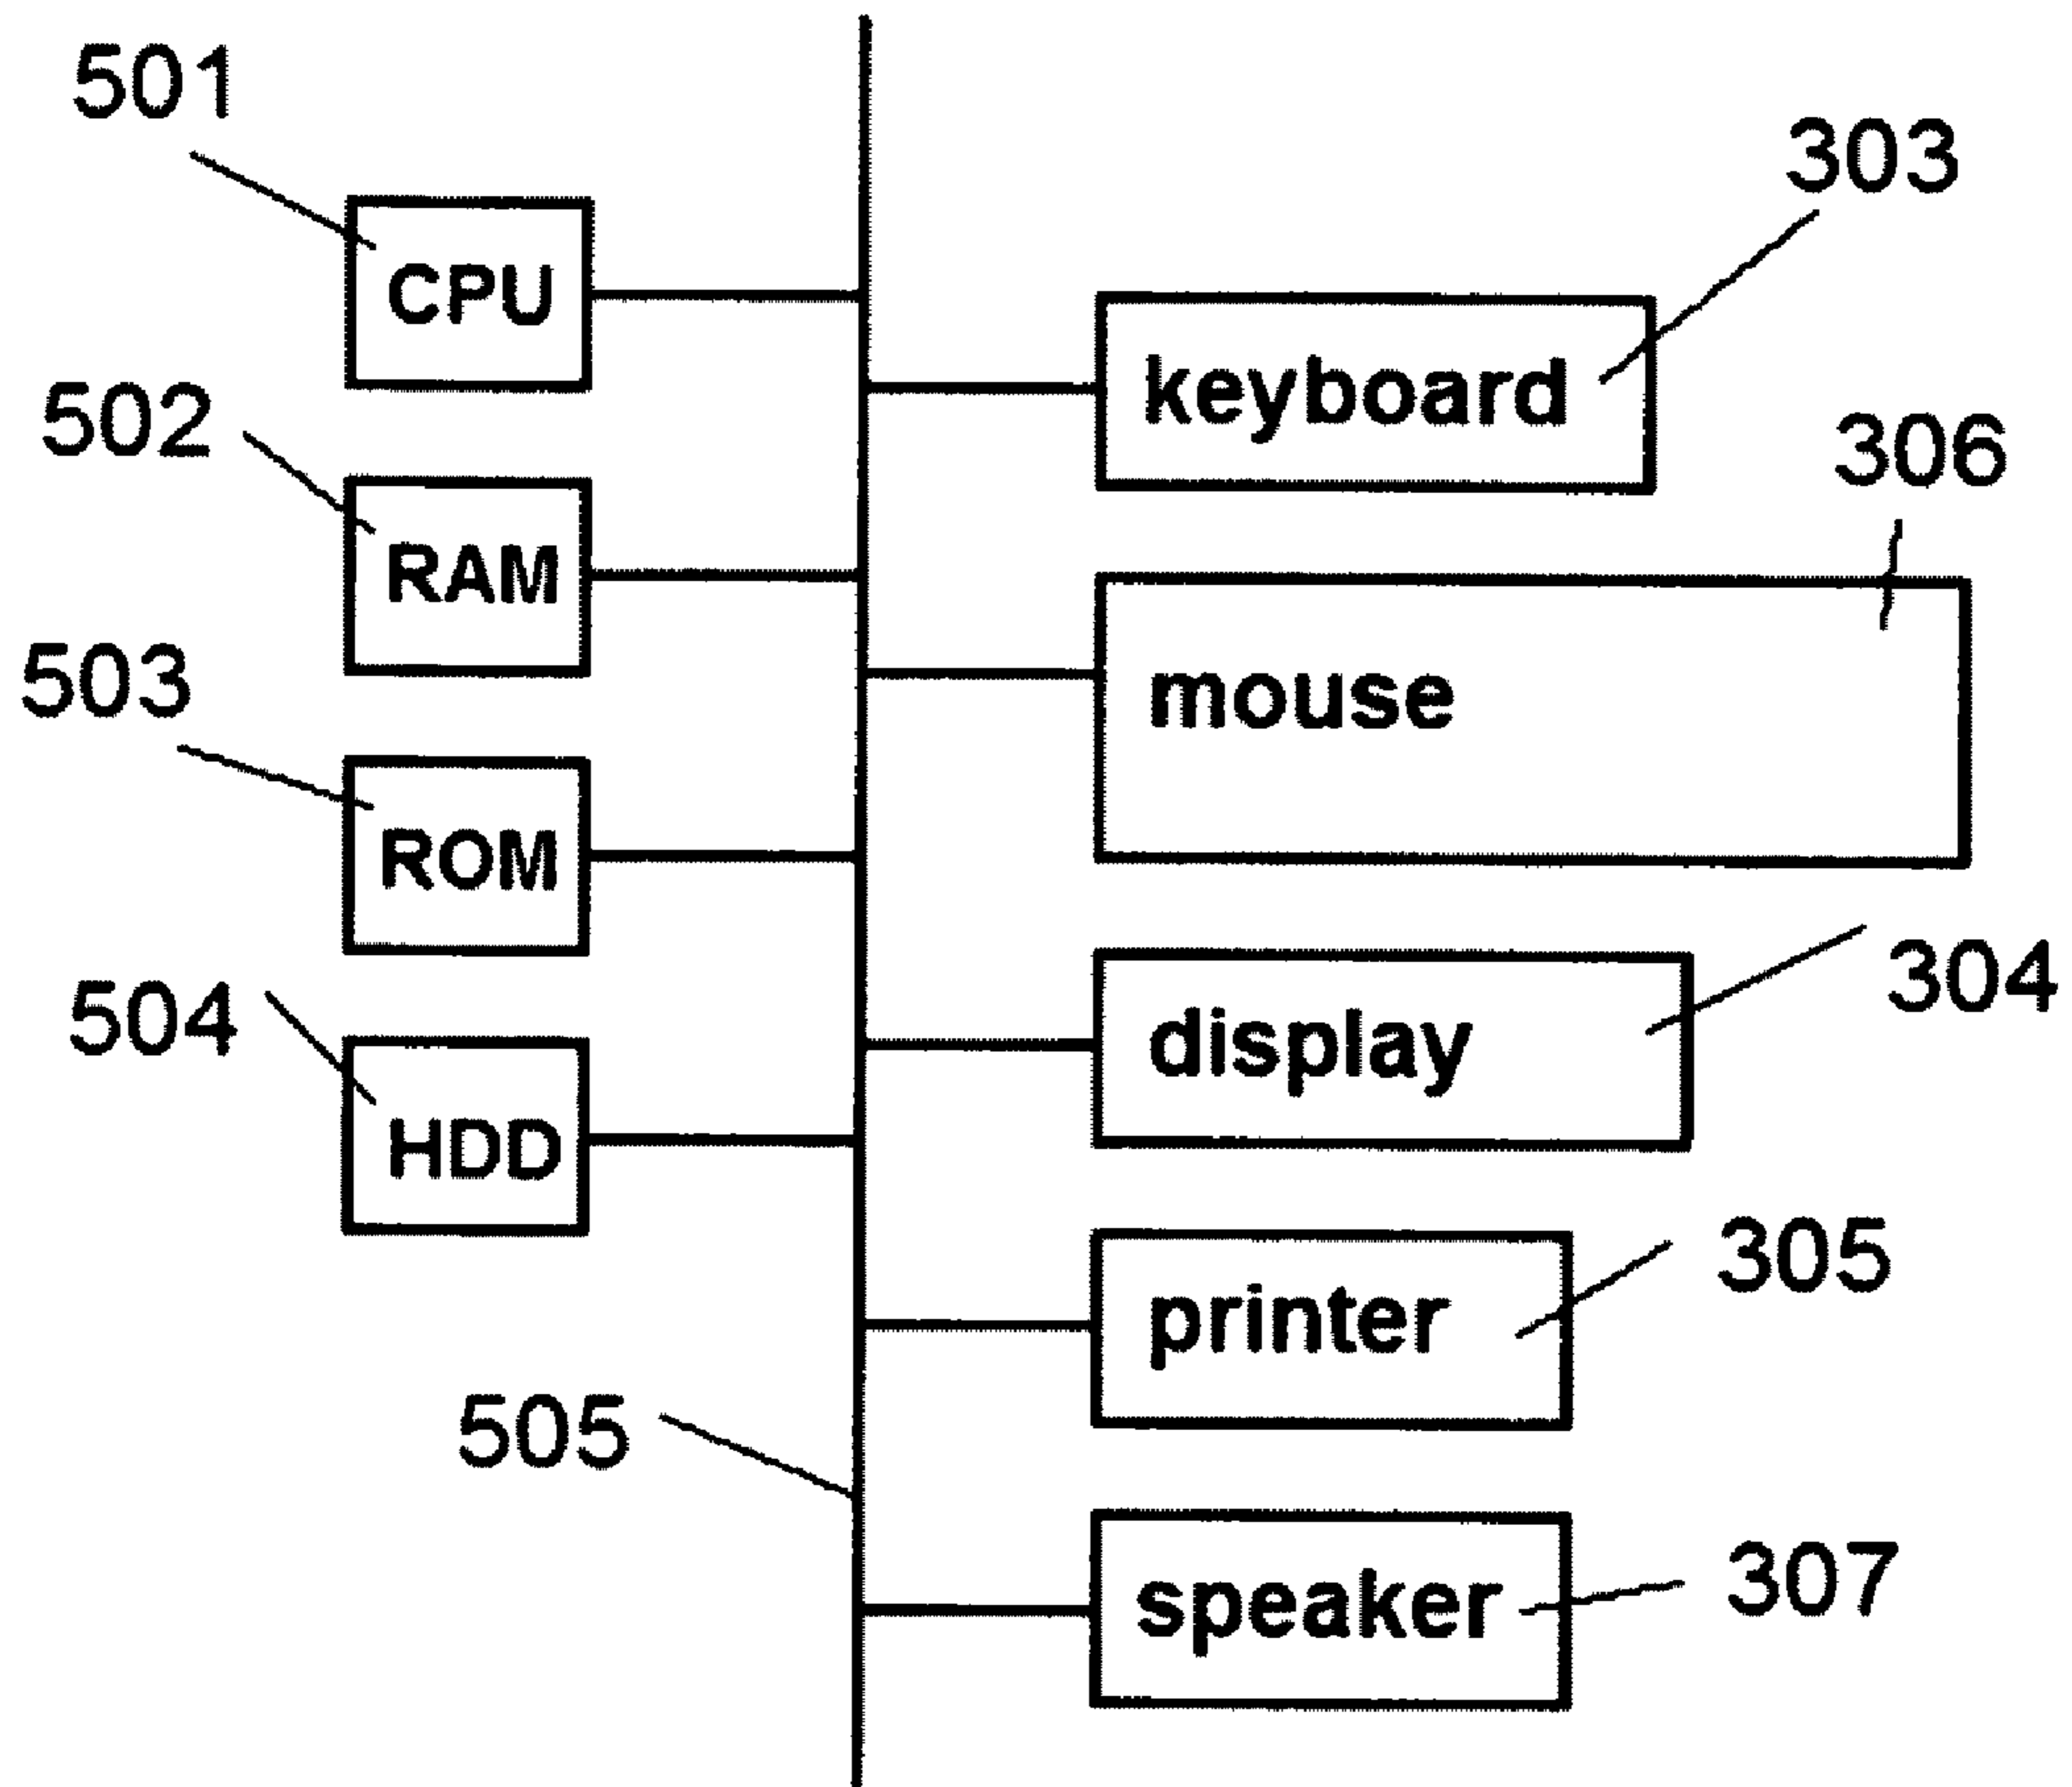 501
303
CPU
keyboard
502
306
RAM
mouse
503
ROM
304
504
display
HDD
305
printer
505
307
speaker